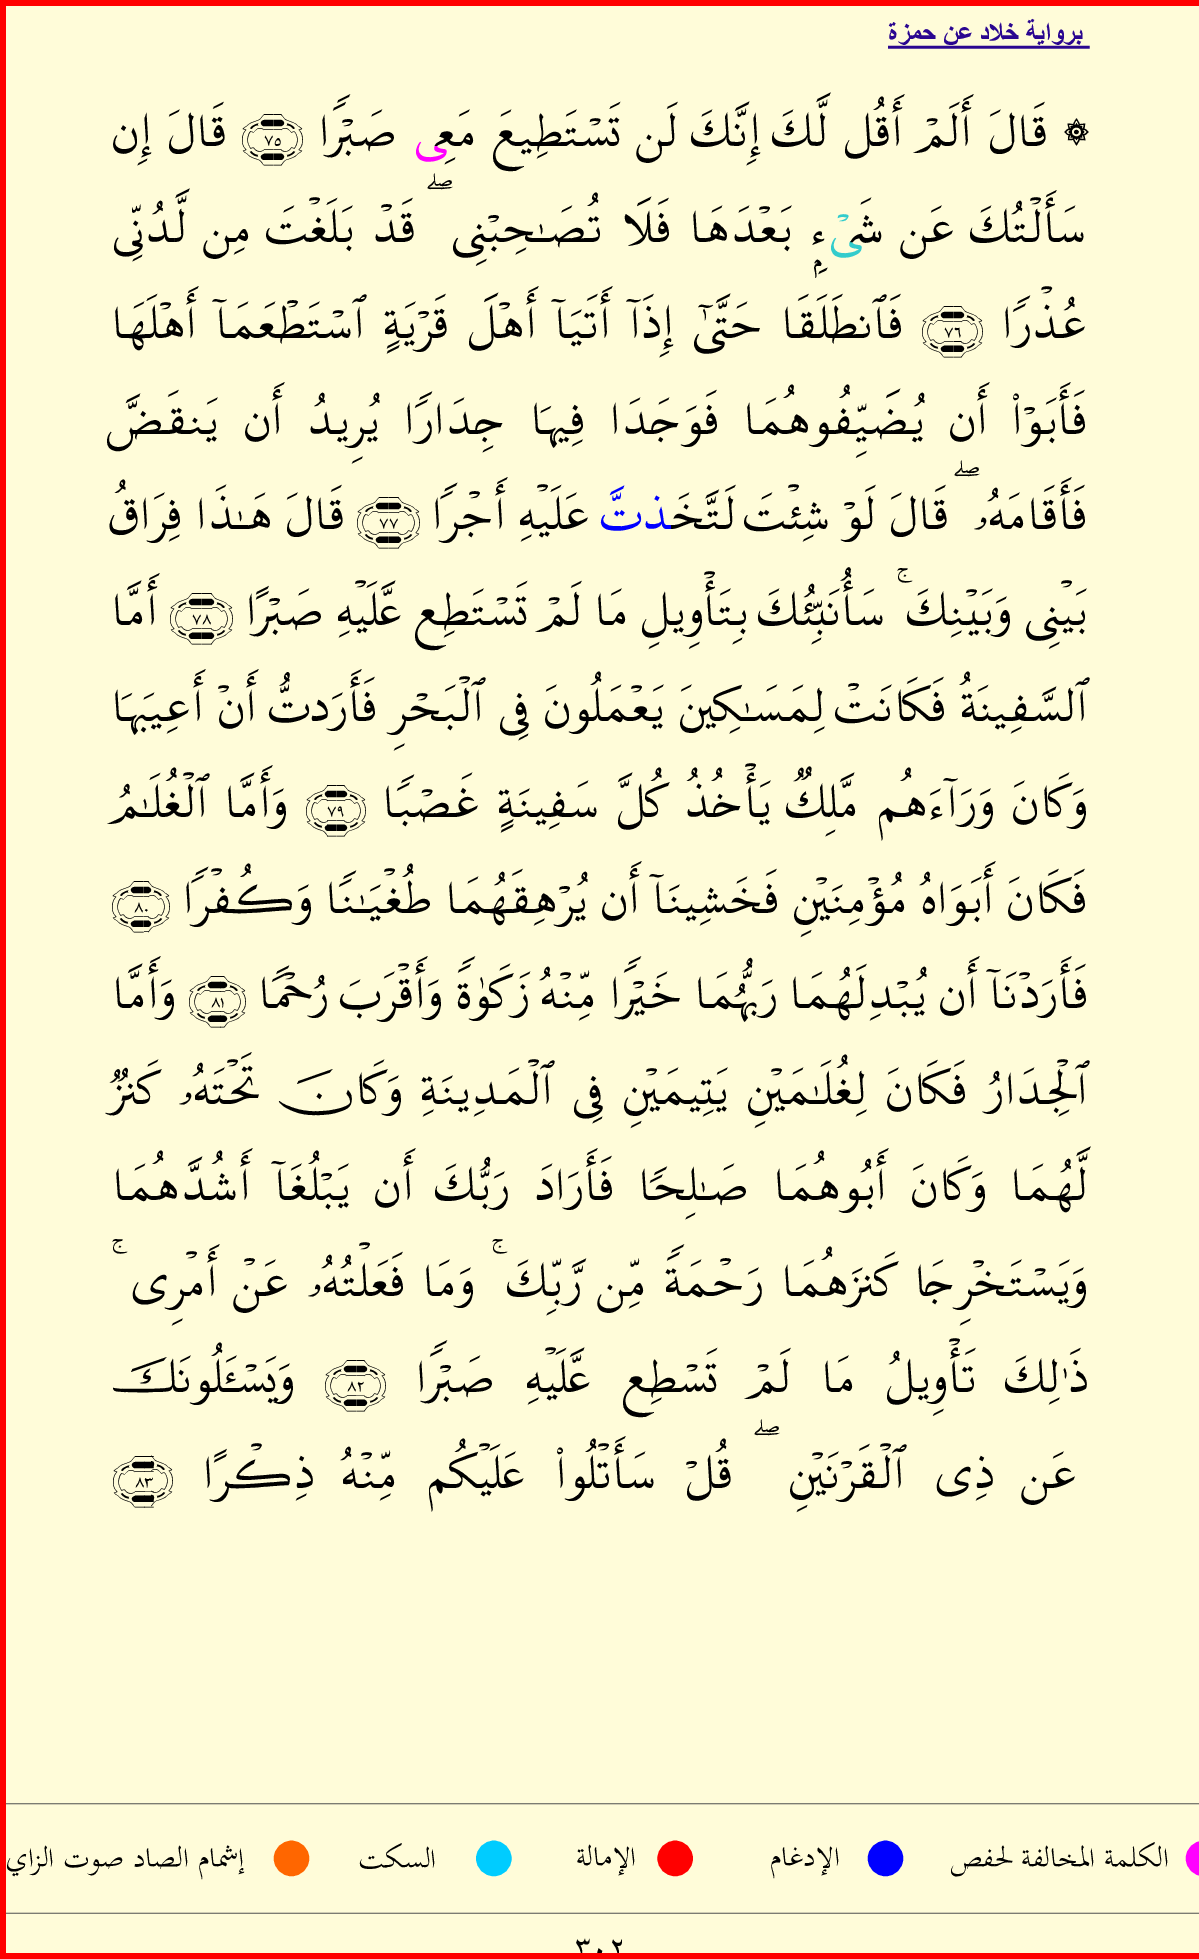 برواية خلاد عن حمزة
۞ قَالَ أَلَمۡ أَقُل لَّكَ إِنَّكَ لَن تَسۡتَطِيعَ مَعِى صَبۡرًا ٧٥ قَالَ إِن
سَأَلۡتُكَ عَن شَىۡءِۭ بَعۡدَهَا فَلَا تُصَـٰحِبۡنِى ۖ قَدۡ بَلَغۡتَ مِن لَّدُنِّى
عُذۡرًا ٧٦ فَٱنطَلَقَا حَتَّىٰٓ إِذَآ أَتَيَآ أَهۡلَ قَرۡيَةٍ ٱسۡتَطۡعَمَآ أَهۡلَهَا
فَأَبَوۡا۟ أَن يُضَيِّفُوهُمَا فَوَجَدَا فِيهَا جِدَارًا يُرِيدُ أَن يَنقَضَّ
فَأَقَامَهُۥ ۖ قَالَ لَوۡ شِئۡتَ لَتَّخَذتَّ عَلَيۡهِ أَجۡرًا ٧٧ قَالَ هَـٰذَا فِرَاقُ
بَيۡنِى وَبَيۡنِكَ ۚ سَأُنَبِّئُكَ بِتَأۡوِيلِ مَا لَمۡ تَسۡتَطِع عَّلَيۡهِ صَبۡرًا ٧٨ أَمَّا
ٱلسَّفِينَةُ فَكَانَتۡ لِمَسَـٰكِينَ يَعۡمَلُونَ فِى ٱلۡبَحۡرِ فَأَرَدتُّ أَنۡ أَعِيبَهَا
وَكَانَ وَرَآءَهُم مَّلِكٌ يَأۡخُذُ كُلَّ سَفِينَةٍ غَصۡبًا ٧٩ وَأَمَّا ٱلۡغُلَـٰمُ
فَكَانَ أَبَوَاهُ مُؤۡمِنَيۡنِ فَخَشِينَآ أَن يُرۡهِقَهُمَا طُغۡيَـٰنًا وَكُفۡرًا ٨٠
فَأَرَدۡنَآ أَن يُبۡدِلَهُمَا رَبُّهُمَا خَيۡرًا مِّنۡهُ زَكَوٰةً وَأَقۡرَبَ رُحۡمًا ٨١ وَأَمَّا
ٱلۡجِدَارُ فَكَانَ لِغُلَـٰمَيۡنِ يَتِيمَيۡنِ فِى ٱلۡمَدِينَةِ وَكَانَ تَحۡتَهُۥ كَنزٌ
لَّهُمَا وَكَانَ أَبُوهُمَا صَـٰلِحًا فَأَرَادَ رَبُّكَ أَن يَبۡلُغَآ أَشُدَّهُمَا
وَيَسۡتَخۡرِجَا كَنزَهُمَا رَحۡمَةً مِّن رَّبِّكَ ۚ وَمَا فَعَلۡتُهُۥ عَنۡ أَمۡرِى ۚ
ذَٰلِكَ تَأۡوِيلُ مَا لَمۡ تَسۡطِع عَّلَيۡهِ صَبۡرًا ٨٢ وَيَسۡـَٔلُونَكَ
عَن ذِى ٱلۡقَرۡنَيۡنِ ۖ قُلۡ سَأَتۡلُوا۟ عَلَيۡكُم مِّنۡهُ ذِكۡرًا ٨٣
الكلمة المخالفة لحفص الإدغام الإمالة السكت إشمام الصاد صوت الزاي
٣٠٢